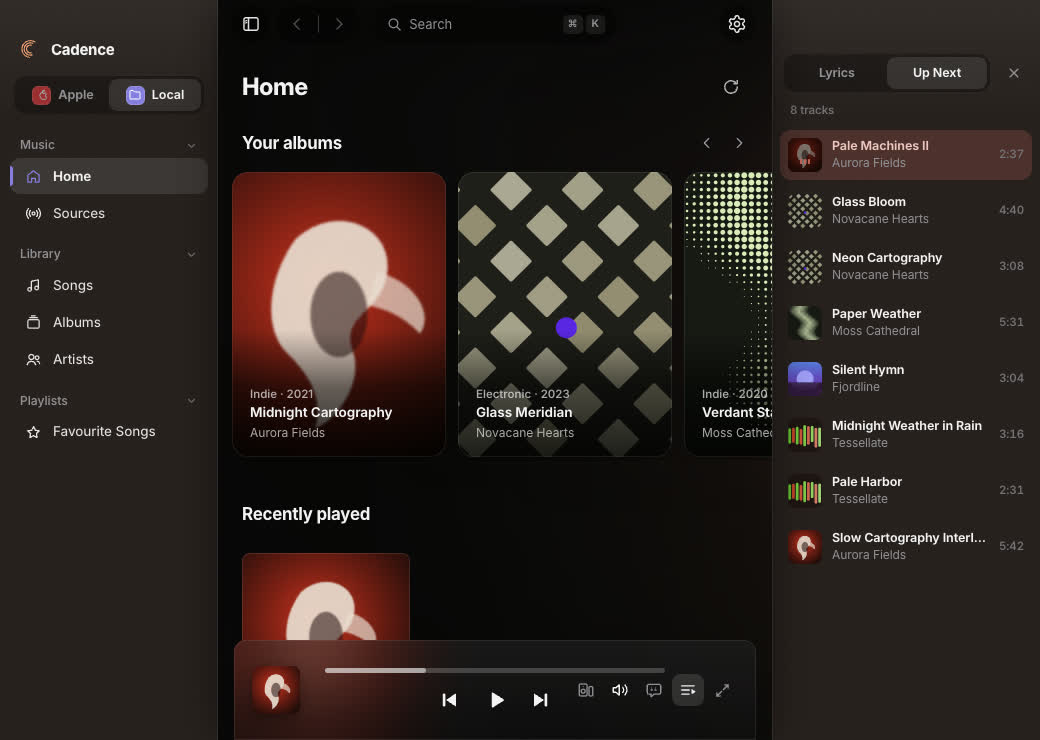 Cadence
Apple
Local
Music
Home
Sources
Library
Songs
Albums
Artists
Playlists
Favourite Songs
Search
⌘ K
Home
Your albums
Indie · 2021
Midnight Cartography
Aurora Fields
Electronic · 2023
Glass Meridian
Novacane Hearts
Indie · 2020
Verdant Sta
Moss Cathed
Recently played
Lyrics
Up Next
8 tracks
Pale Machines II
Aurora Fields
2:37
Glass Bloom
Novacane Hearts
4:40
Neon Cartography
Novacane Hearts
3:08
Paper Weather
Moss Cathedral
5:31
Silent Hymn
Fjordline
3:04
Midnight Weather in Rain
Tessellate
3:16
Pale Harbor
Tessellate
2:31
Slow Cartography Interl...
Aurora Fields
5:42